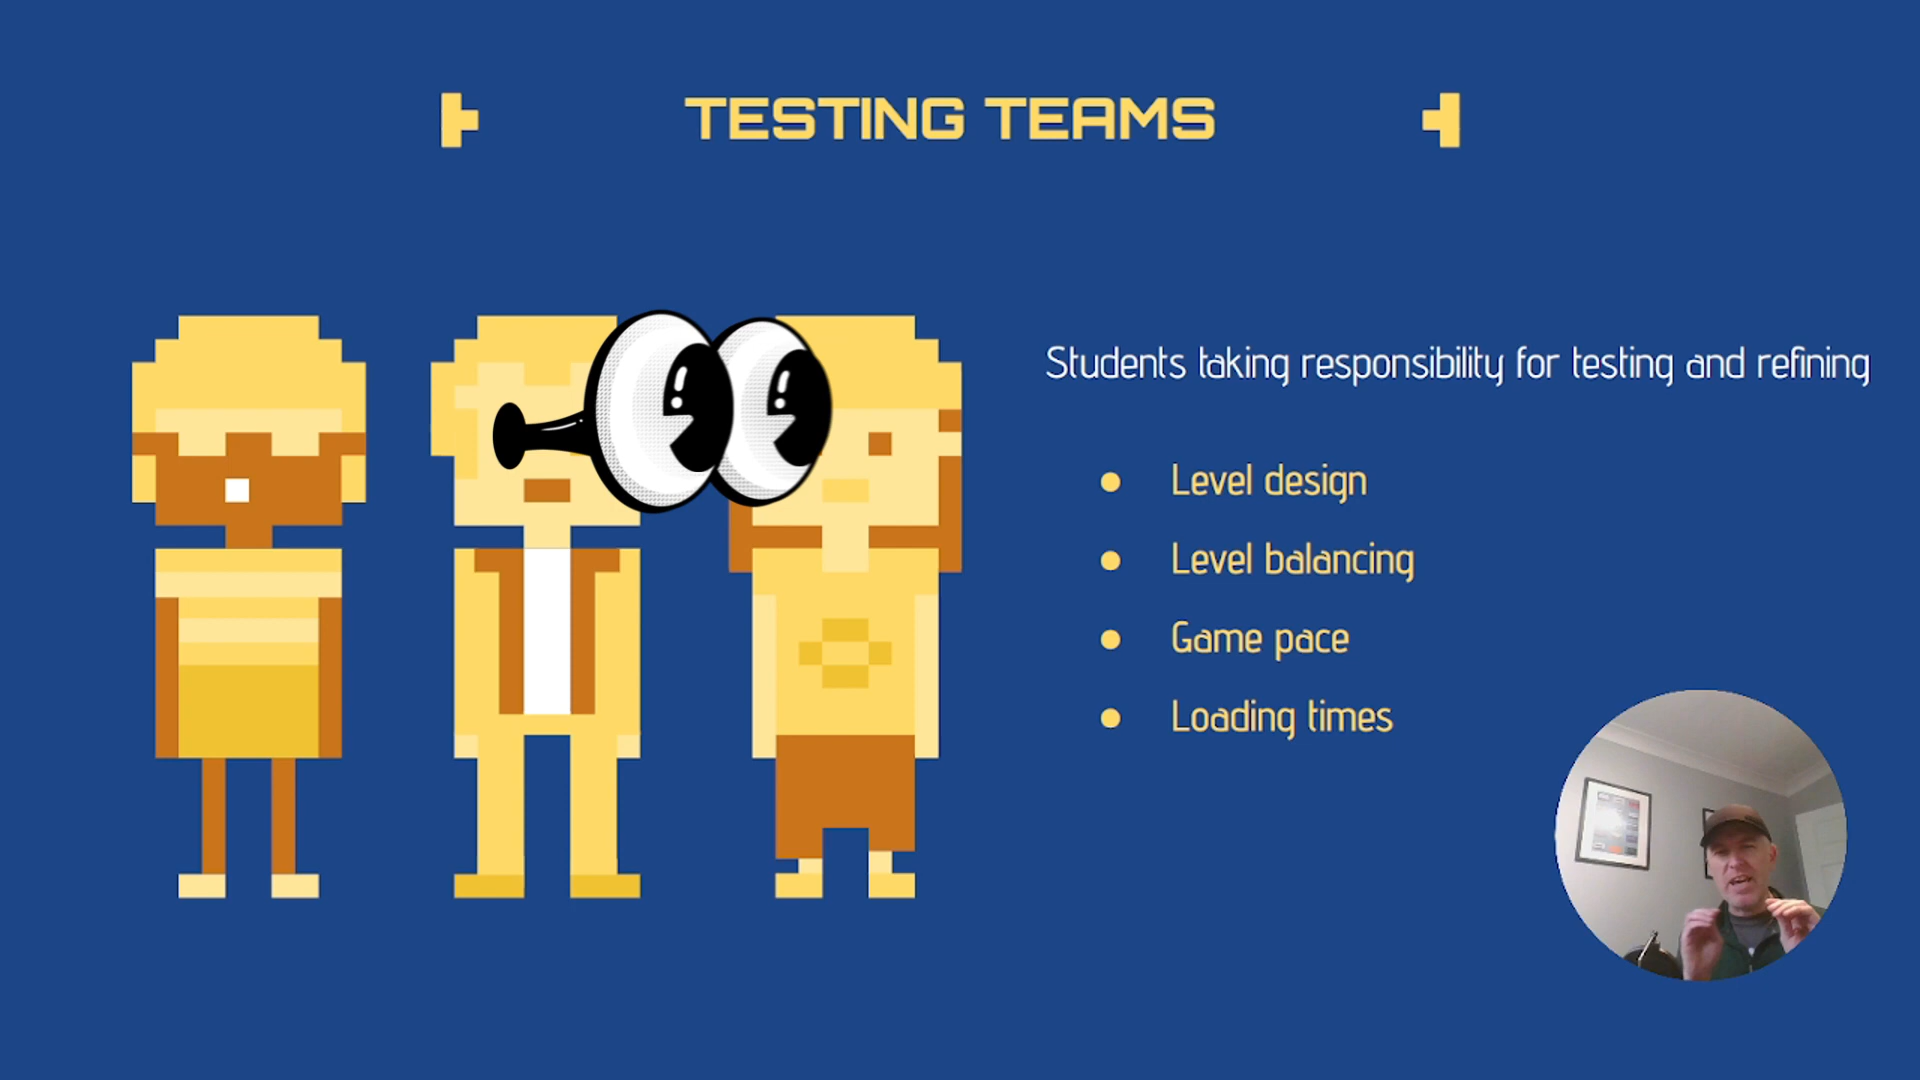 TESTING TEAMS
Students taking responsibility for testing and refining
● Level design
● Level balancing
● Game pace
● Loading times